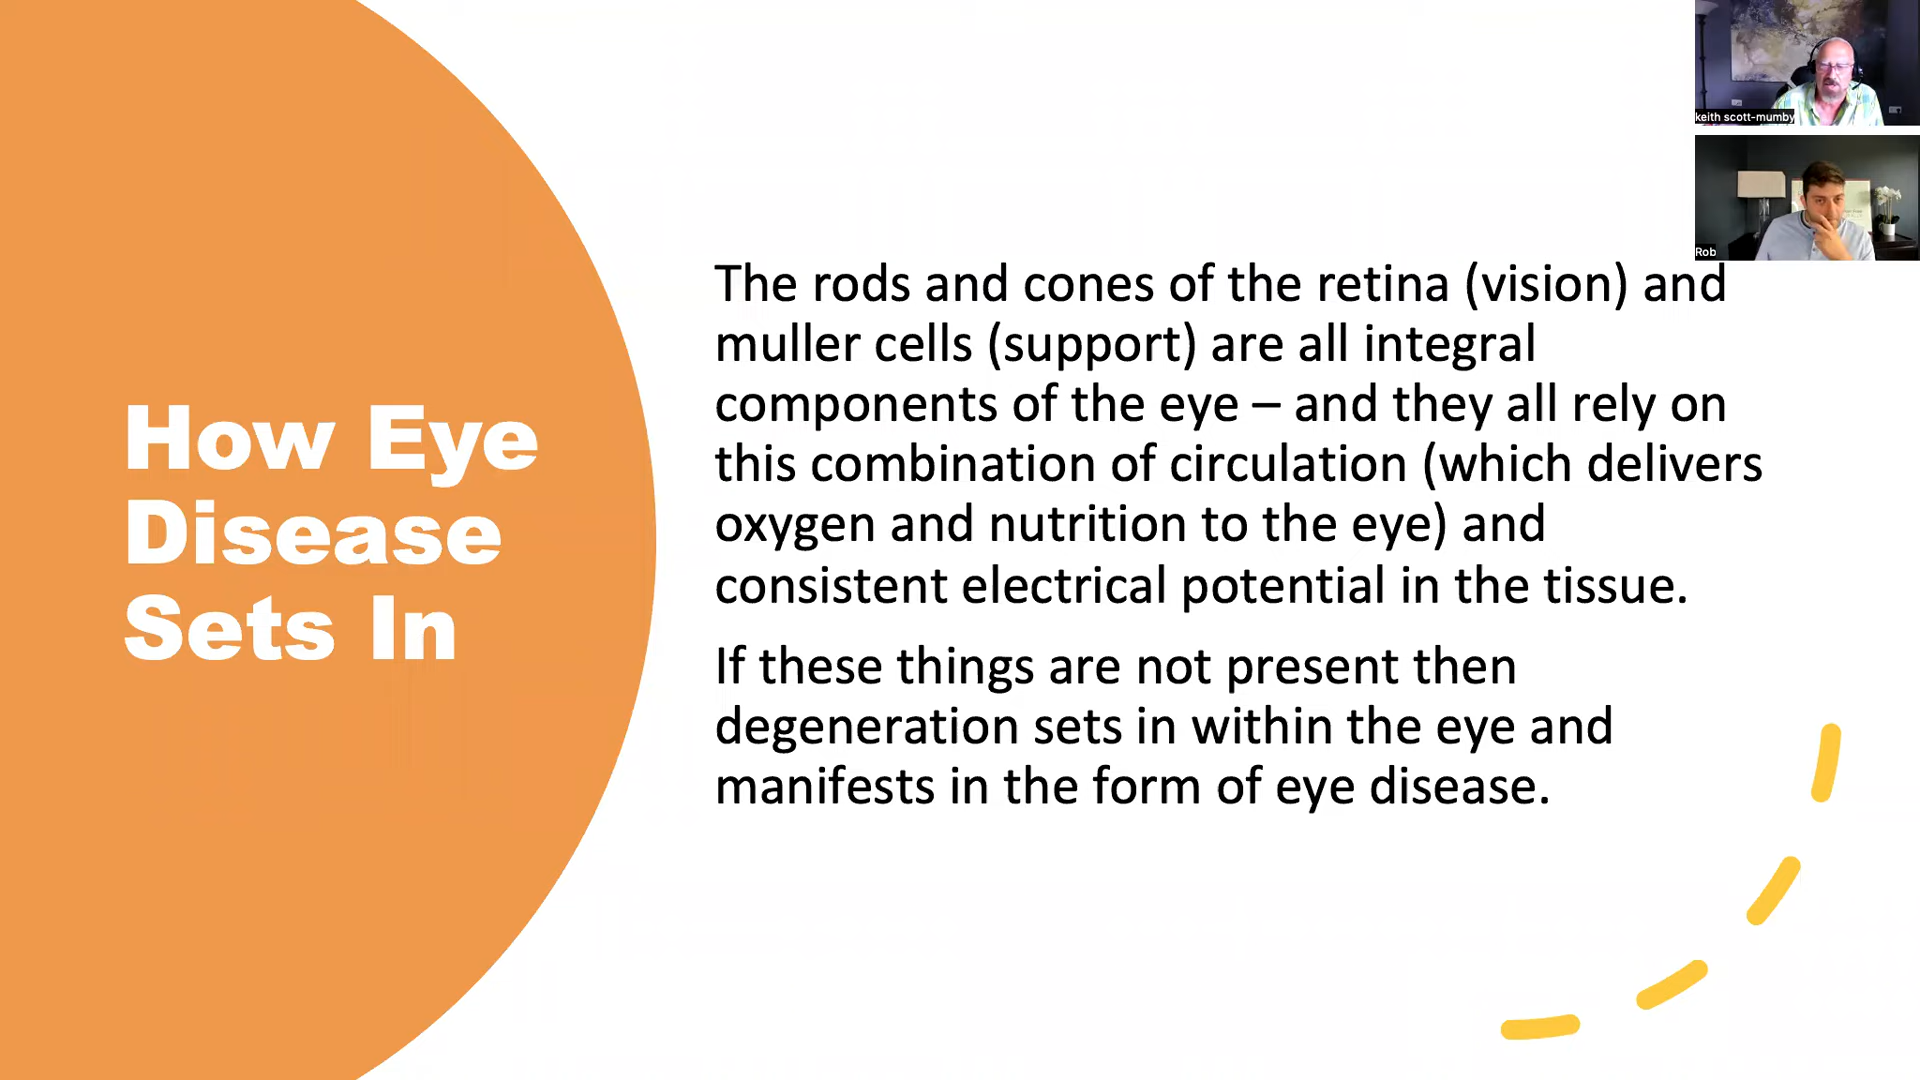 How Eye
Disease
Sets In
The rods and cones of the retina (vision) and
muller cells (support) are all integral
components of the eye – and they all rely on
this combination of circulation (which delivers
oxygen and nutrition to the eye) and
consistent electrical potential in the tissue.
If these things are not present then
degeneration sets in within the eye and
manifests in the form of eye disease.
keith scott-mumby
Rob